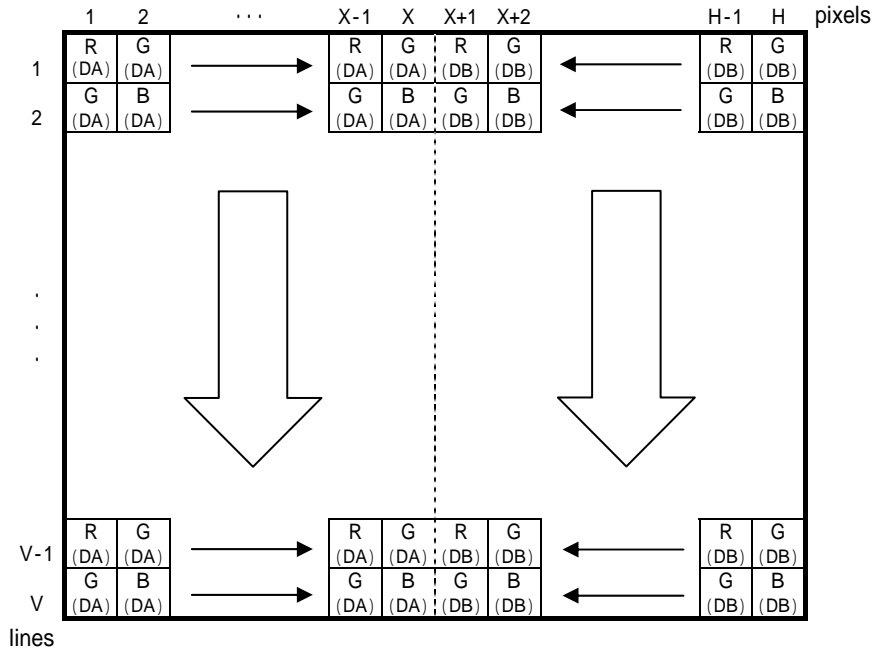 1 2 ... X-1 X X+1 X+2 H-1 H pixels
R G R G R G R G
1 (DA) (DA) (DA) (DA) (DB) (DB) (DB) (DB)
G B G B G B G B
2 (DA) (DA) (DA) (DA) (DB) (DB) (DB) (DB)
.
.
.
R G R G R G R G
V-1 (DA) (DA) (DA) (DA) (DB) (DB) (DB) (DB)
G B G B G B G B
V (DA) (DA) (DA) (DA) (DB) (DB) (DB) (DB)
lines